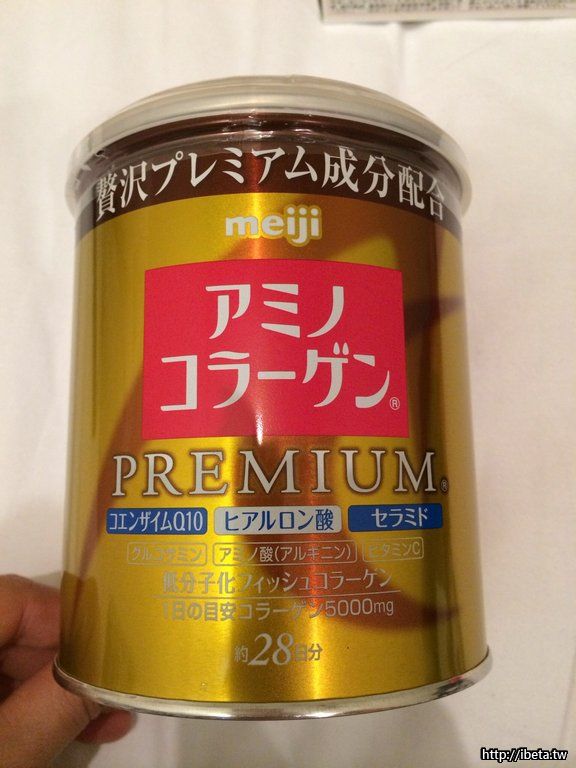 贅沢プレミアム成分配合
meiji
アミノ
コラーゲン®
PREMIUM®
コエンザイムQ10 ヒアルロン酸 セラミド
グルコサミン アミノ酸(アルギニン) ビタミンC
低分子化フィッシュコラーゲン
1日の目安コラーゲン5000mg
約28日分
http://ibeta.tw